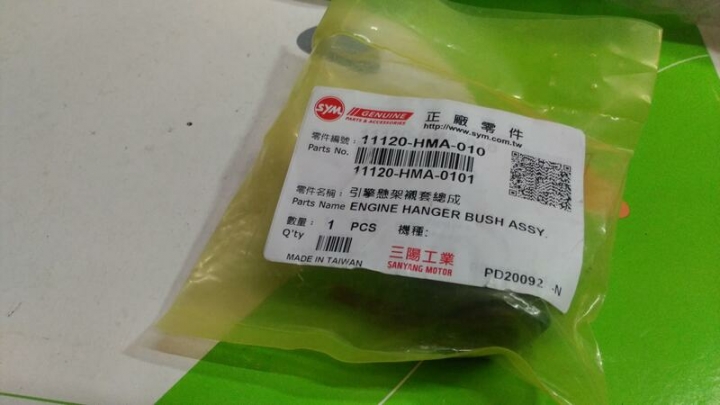 SYM GENUINE
PARTS & ACCESSORIES
正廠零件
http://www.sym.com.tw
零件編號: 11120-HMA-010
Parts No.
11120-HMA-0101
零件名稱: 引擎懸架襯套總成
Parts Name ENGINE HANGER BUSH ASSY.
數量: 1 PCS 機種:
Q'ty
三陽工業
SANYANG MOTOR
MADE IN TAIWAN
PD20092 -N